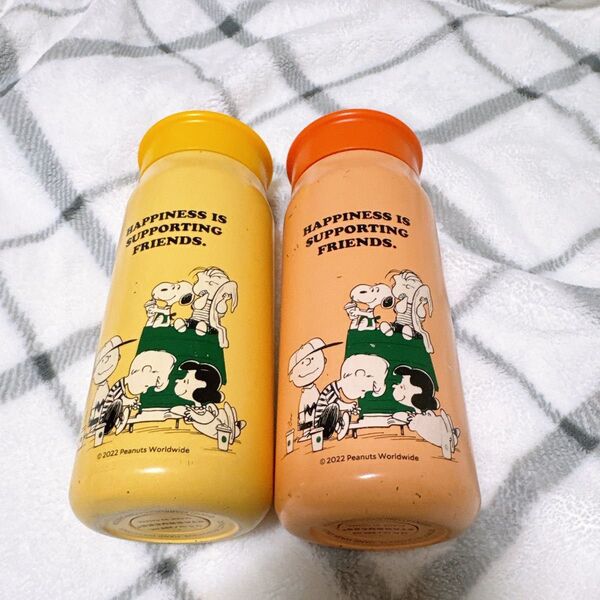 HAPPINESS IS
SUPPORTING
FRIENDS.
© 2022 Peanuts Worldwide
HAPPINESS IS
SUPPORTING
FRIENDS.
© 2022 Peanuts Worldwide